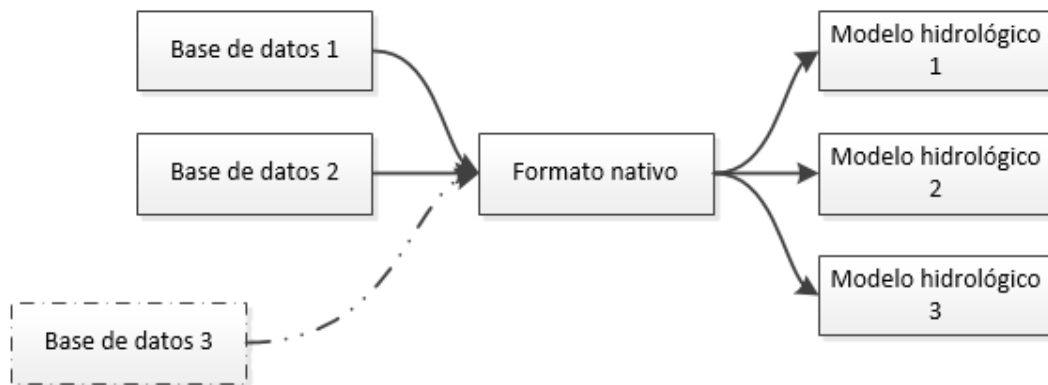 Base de datos 1
Base de datos 2
Base de datos 3
Formato nativo
Modelo hidrológico
1
Modelo hidrológico
2
Modelo hidrológico
3